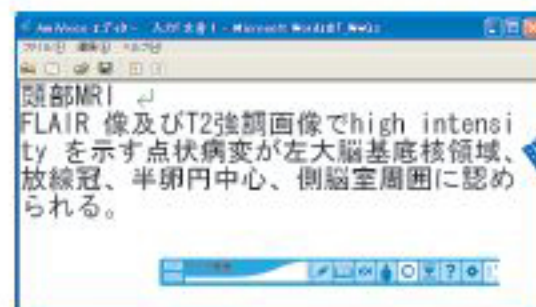 頭部MRI ↵
FLAIR 像及びT2強調画像でhigh intensi
ty を示す点状病変が左大脳基底核領域、
放線冠、半卵円中心、側脳室周囲に認め
られる。